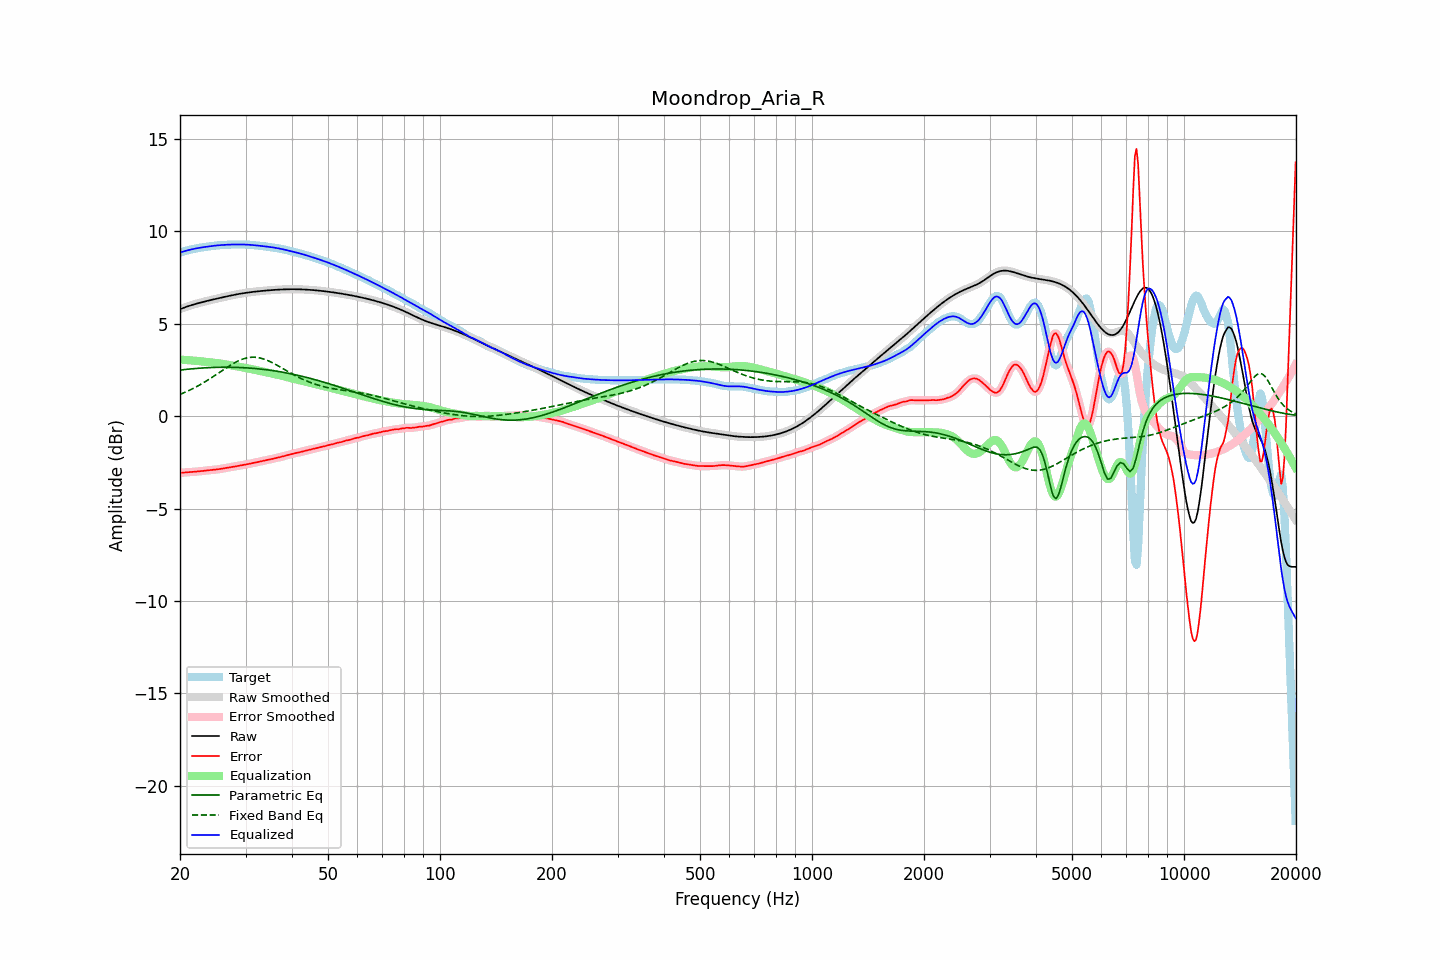 Moondrop_Aria_R
Amplitude (dBr)
15
10
5
0
−5
−10
−15
−20
Target
Raw Smoothed
Error Smoothed
Raw
Error
Equalization
Parametric Eq
Fixed Band Eq
Equalized
20 50 100 200 500 1000 2000 5000 10000 20000
Frequency (Hz)